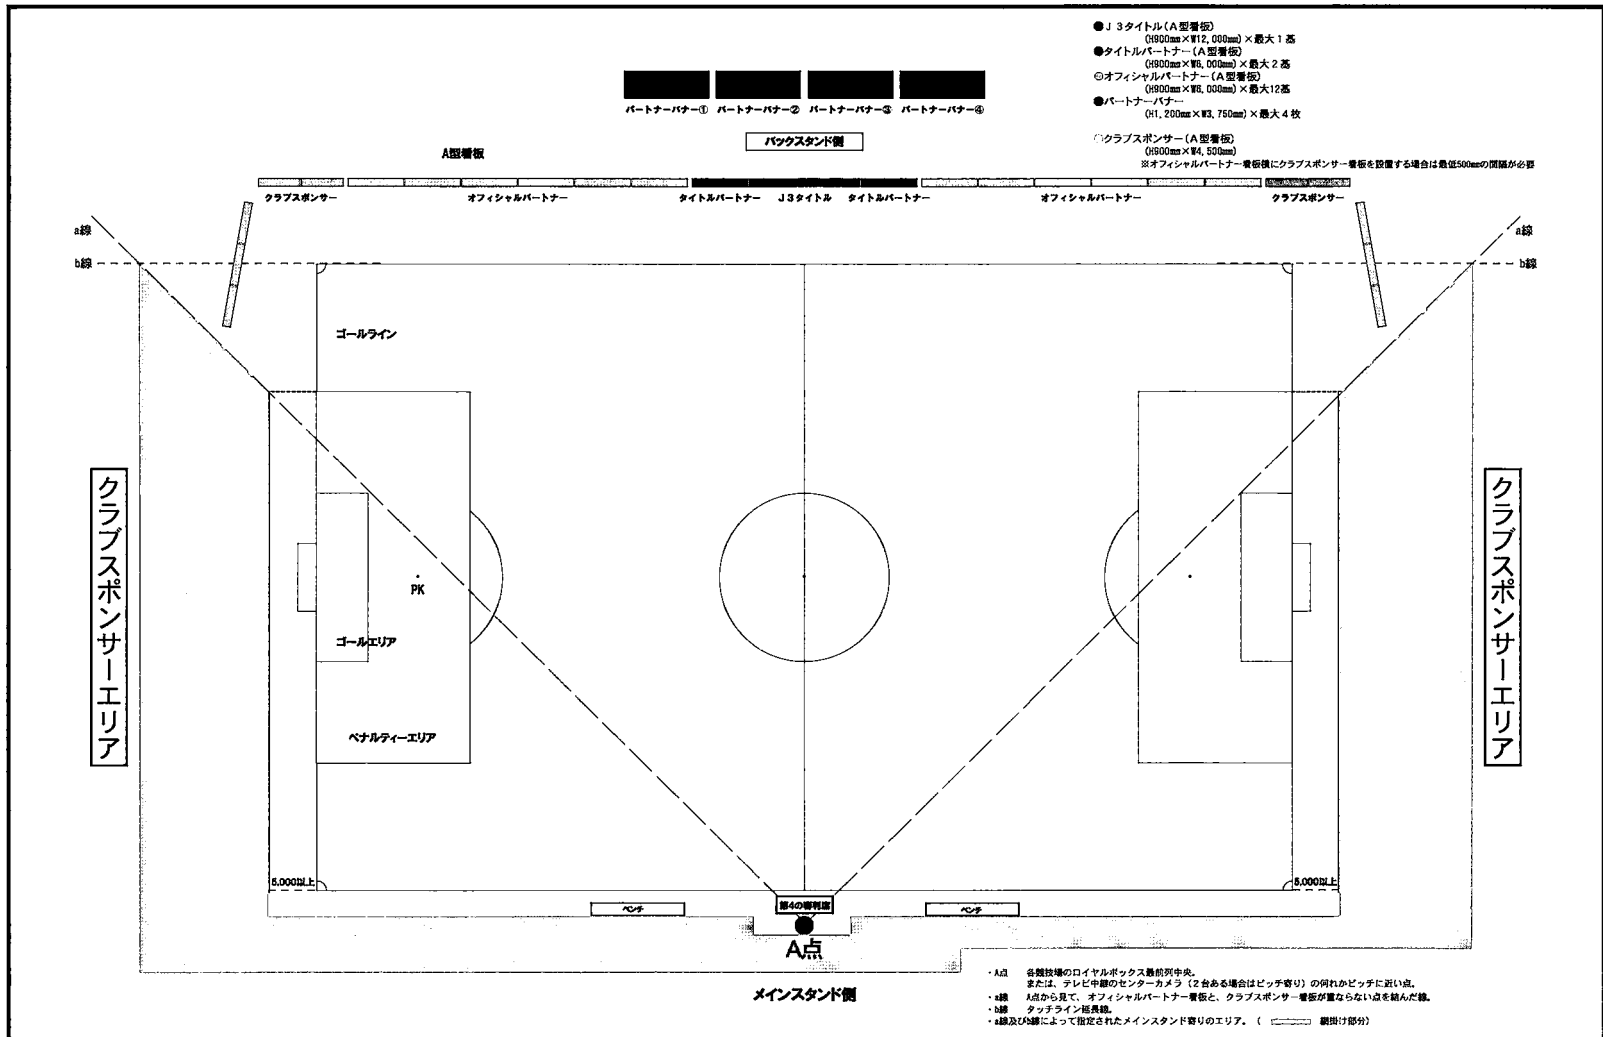 ●J3タイトル(A型看板)
(H900mm×W12,000mm)×最大1基
●タイトルパートナー(A型看板)
(H900mm×W6,000mm)×最大2基
◎オフィシャルパートナー(A型看板)
(H900mm×W6,000mm)×最大12基
●パートナーバナー
(H1,200mm×W3,750mm)×最大4枚
○クラブスポンサー(A型看板)
(H900mm×W4,500mm)
※オフィシャルパートナー看板横にクラブスポンサー看板を設置する場合は最低500mmの間隔が必要
パートナーバナー① パートナーバナー② パートナーバナー③ パートナーバナー④
バックスタンド側
A型看板
クラブスポンサー オフィシャルパートナー タイトルパートナー J3タイトル タイトルパートナー オフィシャルパートナー クラブスポンサー
a線 a線
b線 b線
ゴールライン
クラブスポンサーエリア
クラブスポンサーエリア
PK
ゴールエリア
ペナルティーエリア
5,000以上 5,000以上
ベンチ 第4の審判席 ベンチ
A点
メインスタンド側
・A点 各競技場のロイヤルボックス最前列中央。
または、テレビ中継のセンターカメラ(2台ある場合はピッチ寄り)の何れかピッチに近い点。
・a線 A点から見て、オフィシャルパートナー看板と、クラブスポンサー看板が重ならない点を結んだ線。
・b線 タッチライン延長線。
・a線及びb線によって指定されたメインスタンド寄りのエリア。( 網掛け部分)